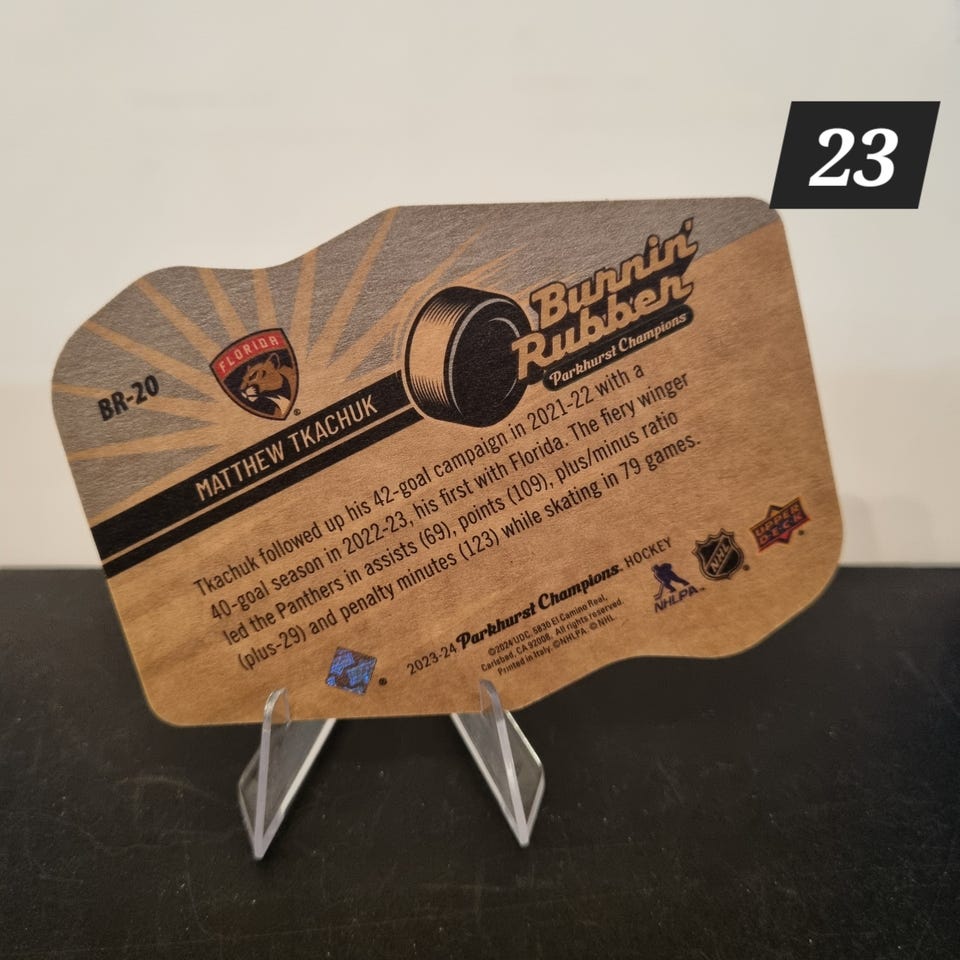 23
Burnin'
Rubber
Parkhurst Champions
FLORIDA
BR-20
MATTHEW TKACHUK
Tkachuk followed up his 42-goal campaign in 2021-22 with a
40-goal season in 2022-23, his first with Florida. The fiery winger
led the Panthers in assists (69), points (109), plus/minus ratio
(plus-29) and penalty minutes (123) while skating in 79 games.
2023-24 Parkhurst Champions HOCKEY
©2024 UDC, 5830 El Camino Real,
Carlsbad, CA 92008. All rights reserved.
Printed in Italy. ©NHLPA. ©NHL.
NHLPA
NHL
UPPER
DECK